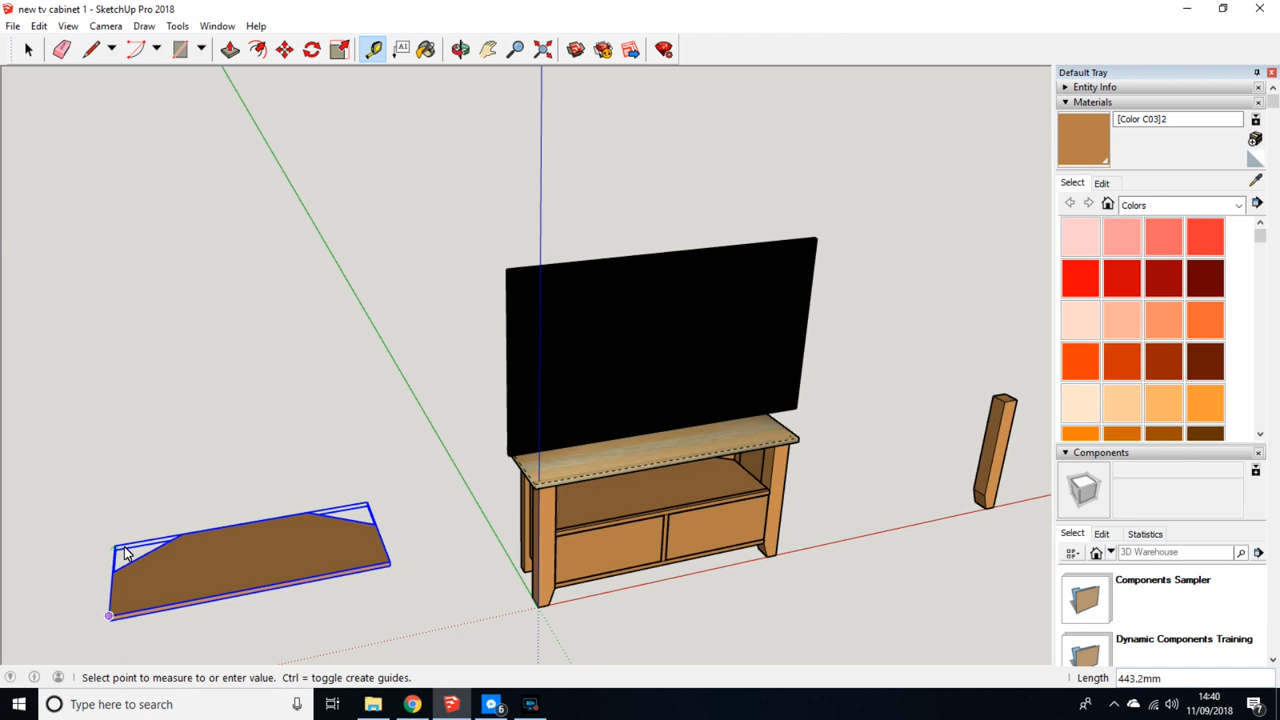 new tv cabinet 1 - SketchUp Pro 2018
File Edit View Camera Draw Tools Window Help
A1
Default Tray
Entity Info
Materials
[Color C03]2
Select Edit
Colors
Components
Select Edit Statistics
3D Warehouse
Components Sampler
Dynamic Components Training
Select point to measure to or enter value. Ctrl = toggle create guides.
Length 443.2mm
Type here to search
6
14:40
11/09/2018
7